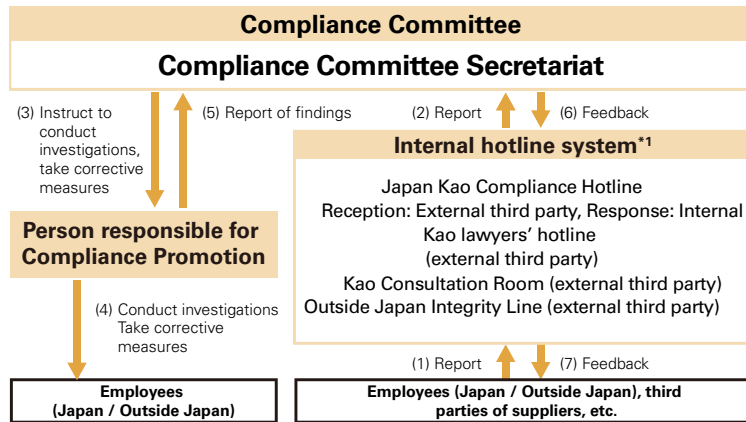 Compliance Committee
Compliance Committee Secretariat
(3) Instruct to
conduct
investigations,
take corrective
measures
(5) Report of findings
(2) Report
(6) Feedback
Internal hotline system*1
Japan Kao Compliance Hotline
Reception: External third party, Response: Internal
Kao lawyers’ hotline
(external third party)
Kao Consultation Room (external third party)
Outside Japan Integrity Line (external third party)
Person responsible for
Compliance Promotion
(4) Conduct investigations
Take corrective
measures
(1) Report
(7) Feedback
Employees
(Japan / Outside Japan)
Employees (Japan / Outside Japan), third
parties of suppliers, etc.